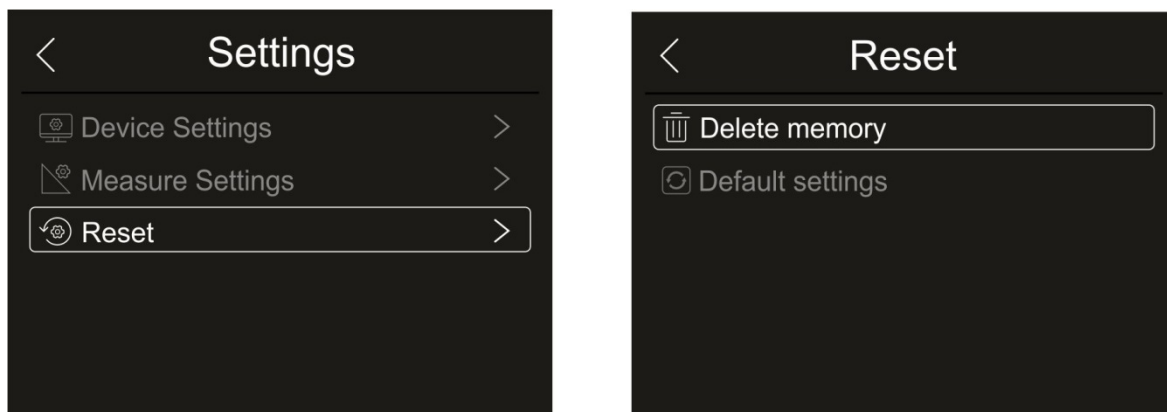 Settings
Device Settings
Measure Settings
Reset
Reset
Delete memory
Default settings